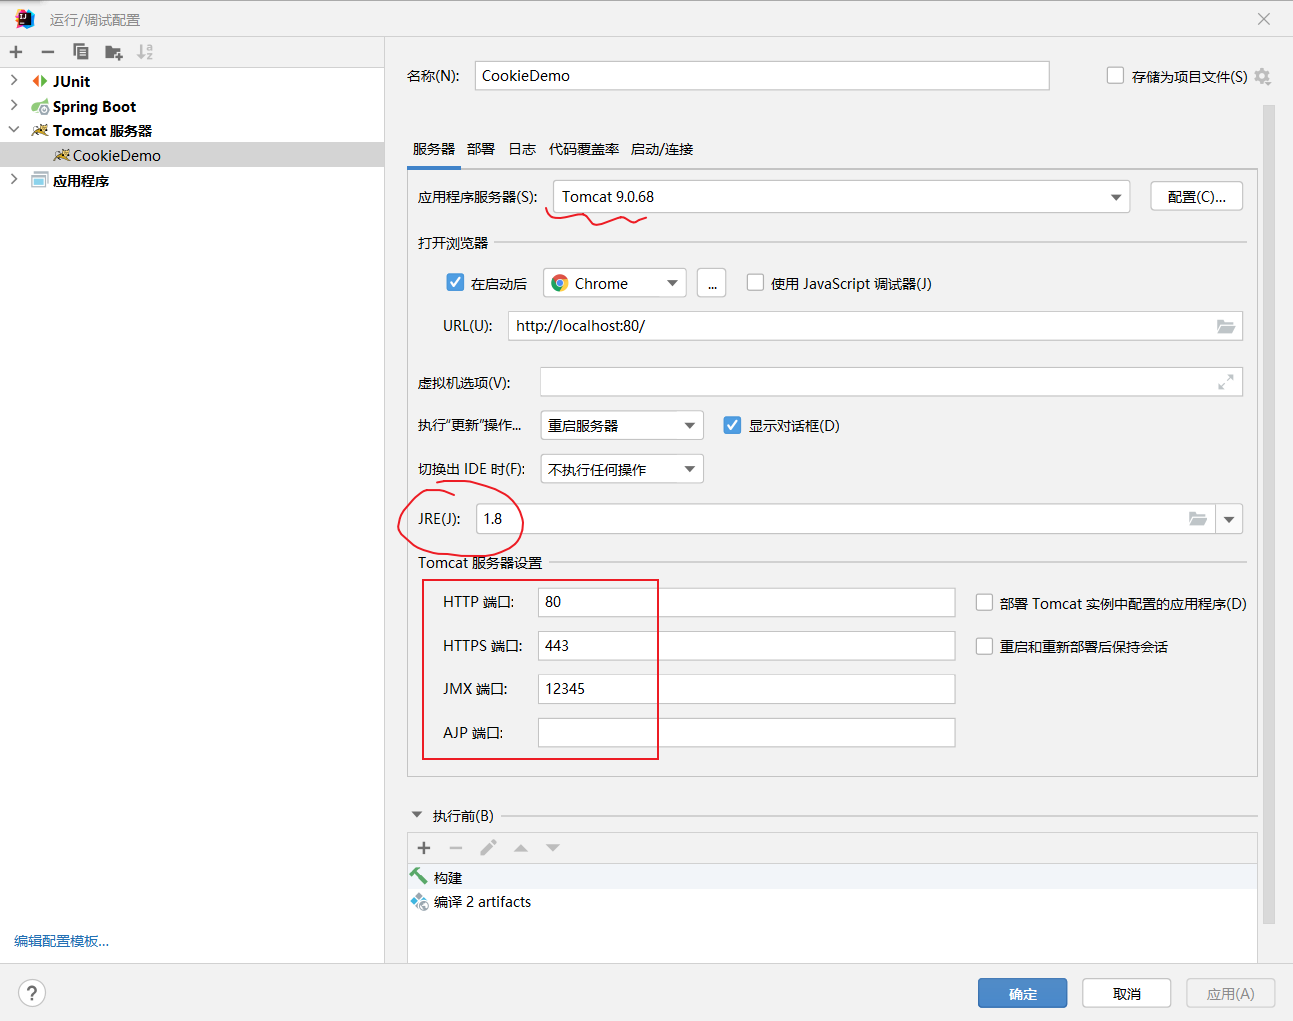 运行/调试配置
JUnit
Spring Boot
Tomcat 服务器
CookieDemo
应用程序
编辑配置模板...
名称(N): CookieDemo 存储为项目文件(S)
服务器 部署 日志 代码覆盖率 启动/连接
应用程序服务器(S): Tomcat 9.0.68 配置(C)...
打开浏览器
在启动后 Chrome ... 使用 JavaScript 调试器(J)
URL(U): http://localhost:80/
虚拟机选项(V):
执行“更新”操作... 重启服务器 显示对话框(D)
切换出 IDE 时(F): 不执行任何操作
JRE(J): 1.8
Tomcat 服务器设置
HTTP 端口: 80 部署 Tomcat 实例中配置的应用程序(D)
HTTPS 端口: 443 重启和重新部署后保持会话
JMX 端口: 12345
AJP 端口:
执行前(B)
构建
编译 2 artifacts
? 确定 取消 应用(A)